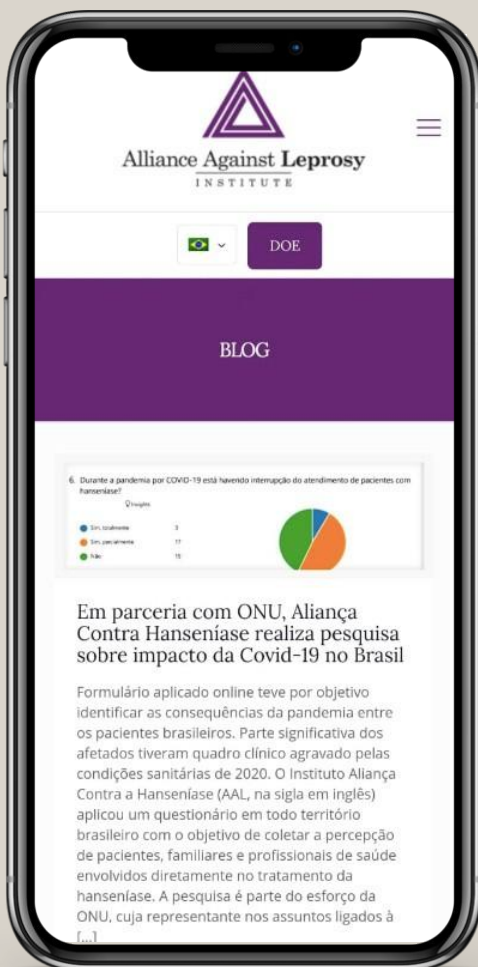 Alliance Against Leprosy
INSTITUTE
DOE
BLOG
6. Durante a pandemia por COVID-19 está havendo interrupção do atendimento de pacientes com
hanseníase?
Insights
Sim, totalmente 3
Sim, parcialmente 17
Não 15
Em parceria com ONU, Aliança
Contra Hanseníase realiza pesquisa
sobre impacto da Covid-19 no Brasil
Formulário aplicado online teve por objetivo
identificar as consequências da pandemia entre
os pacientes brasileiros. Parte significativa dos
afetados tiveram quadro clínico agravado pelas
condições sanitárias de 2020. O Instituto Aliança
Contra a Hanseníase (AAL, na sigla em inglês)
aplicou um questionário em todo território
brasileiro com o objetivo de coletar a percepção
de pacientes, familiares e profissionais de saúde
envolvidos diretamente no tratamento da
hanseníase. A pesquisa é parte do esforço da
ONU, cuja representante nos assuntos ligados à
[...]